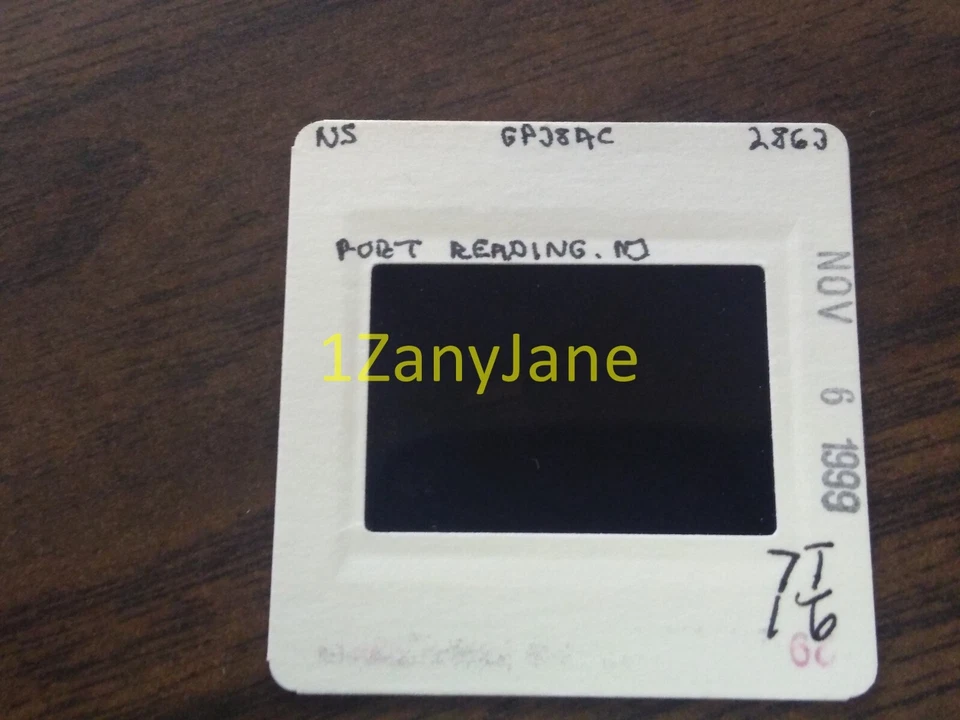 NS GP38AC 2863
PORT READING. NJ
1ZanyJane
NOV 6 1999